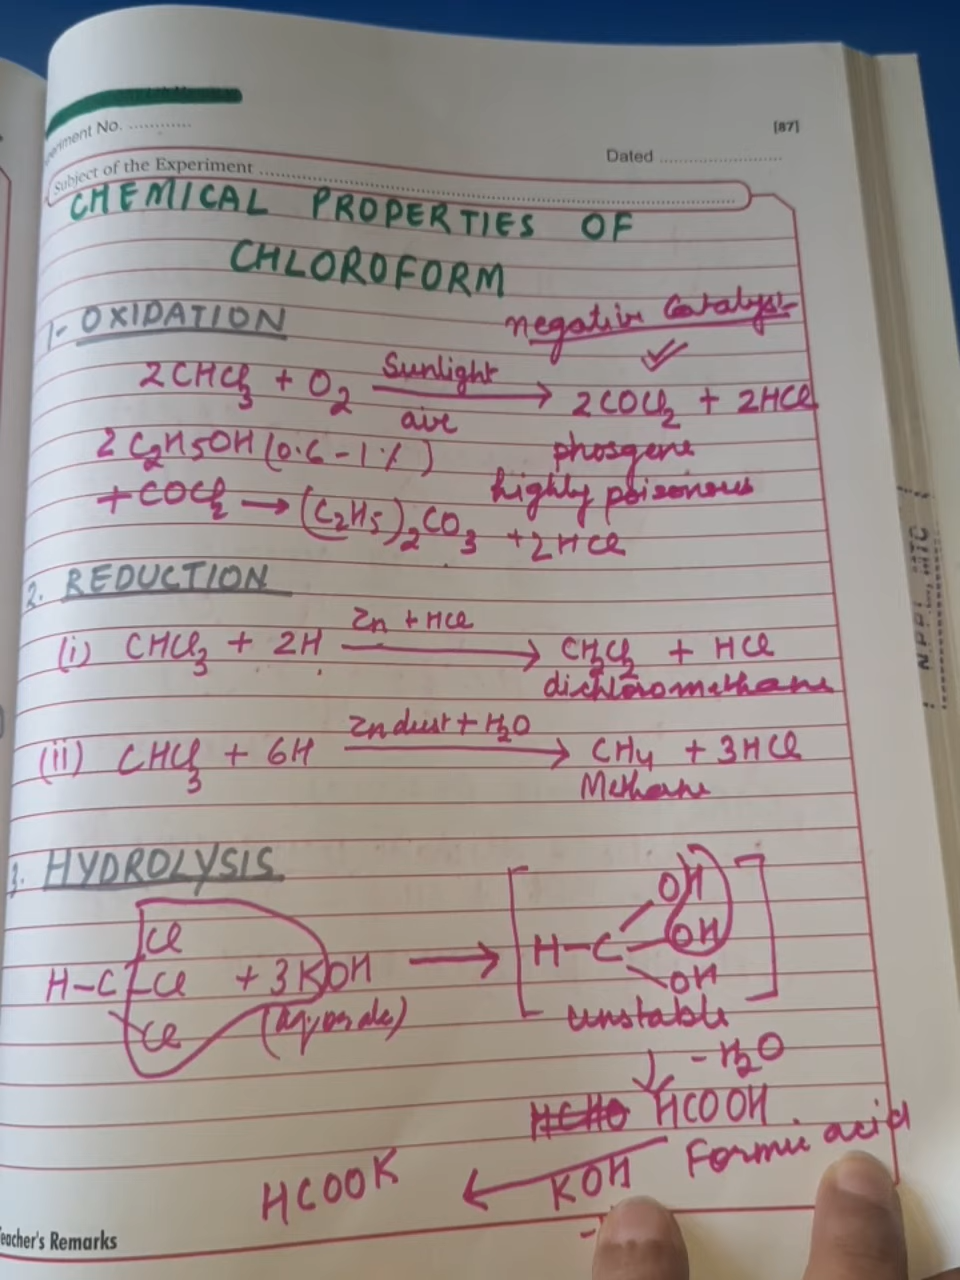 [87]
Experiment No. ............
Dated ....................
Subject of the Experiment ....................
CHEMICAL PROPERTIES OF
CHLOROFORM
1- OXIDATION
negative Catalyst
2CHCl3 + O2 Sunlight air → 2COCl2 + 2HCl
phosgene
highly poisonous
2C2H5OH (0.6-1%)
+COCl2 → (C2H5)2CO3 +2HCl
2. REDUCTION
(i) CHCl3 + 2H Zn + HCl → CH2Cl2 + HCl
dichloromethane
(ii) CHCl3 + 6H Zn dust + H2O → CH4 + 3HCl
Methane
3. HYDROLYSIS
H-C Cl Cl Cl + 3KOH → [H-C OH OH OH]
unstable
↓ -H2O
HCHO HCOOH
Formic acid
KOH
HCOOK
Teacher's Remarks